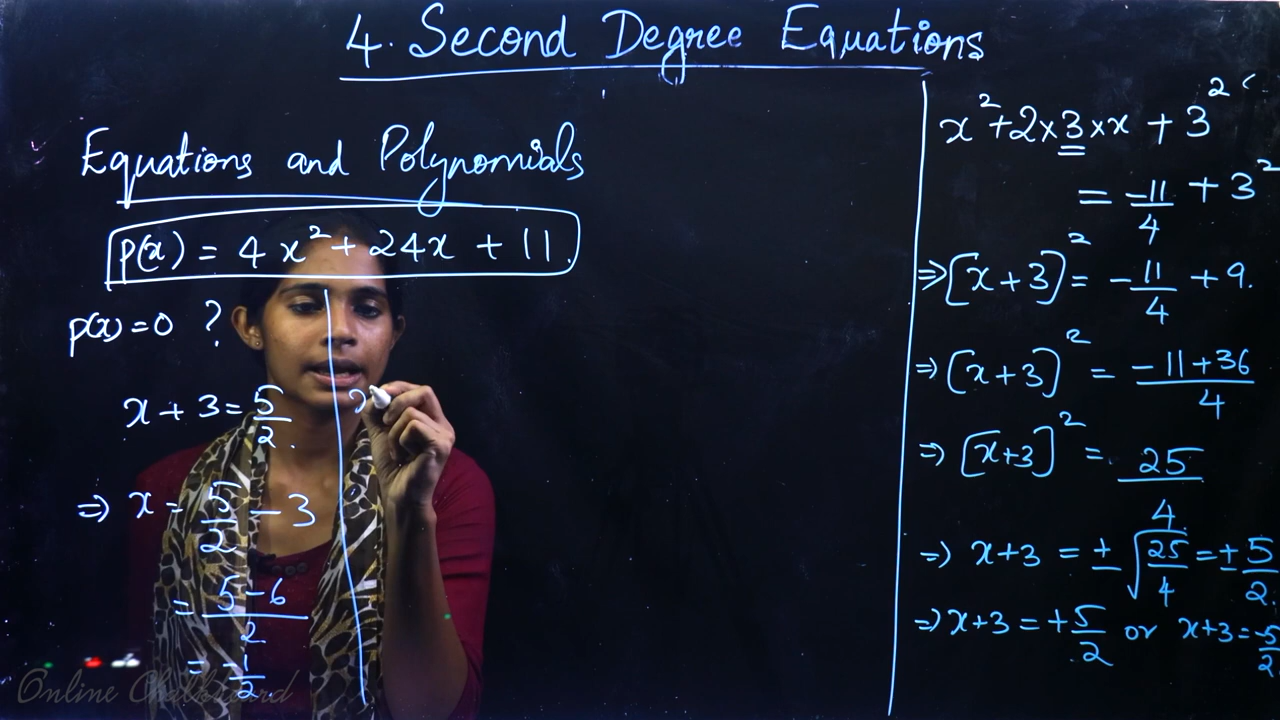 4. Second Degree Equations
Equations and Polynomials
p(x) = 4x² + 24x + 11.
p(x) = 0 ?
x + 3 = 5/2.
⇒ x = 5/2 – 3
= 5–6/2
= -1/2
x
x² + 2×3×x + 3²
= -11/4 + 3²
⇒ [x+3]² = -11/4 + 9.
⇒ [x+3]² = -11+36/4
⇒ [x+3]² = 25/4
⇒ x+3 = ± √25/4 = ± 5/2.
⇒ x+3 = +5/2 or x+3 = -5/2
Online Chalkboard